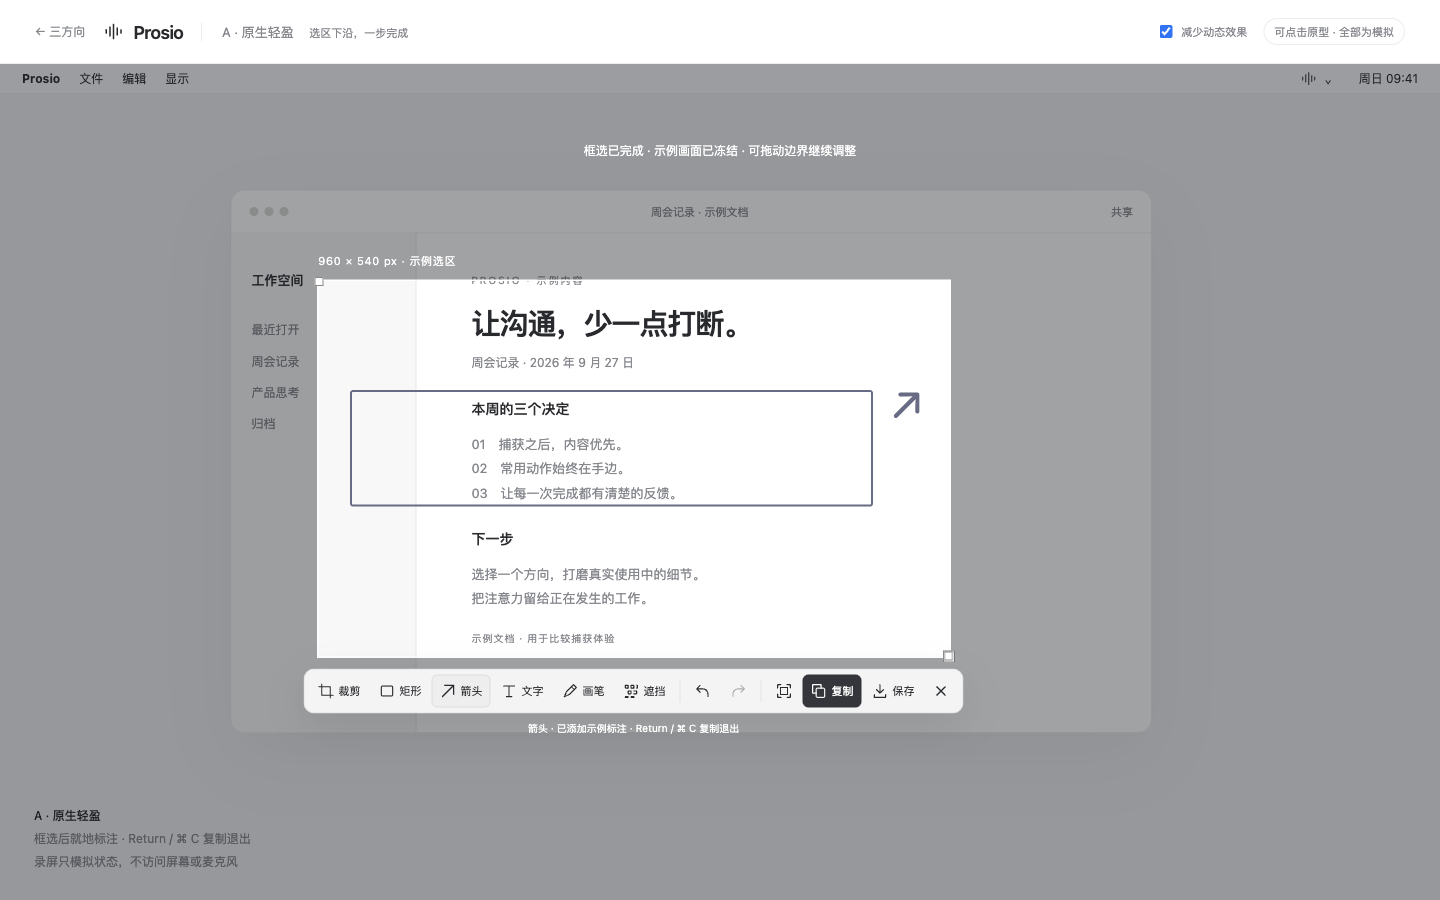 ← 三方向
Prosio
A · 原生轻盈
选区下沿，一步完成
减少动态效果
可点击原型 · 全部为模拟
Prosio 文件 编辑 显示
周日 09:41
框选已完成 · 示例画面已冻结 · 可拖动边界继续调整
周会记录 · 示例文档
共享
960 × 540 px · 示例选区
工作空间
最近打开
周会记录
产品思考
归档
PROSIO · 示例内容
让沟通，少一点打断。
周会记录 · 2026 年 9 月 27 日
本周的三个决定
01 捕获之后，内容优先。
02 常用动作始终在手边。
03 让每一次完成都有清楚的反馈。
下一步
选择一个方向，打磨真实使用中的细节。
把注意力留给正在发生的工作。
示例文档 · 用于比较捕获体验
裁剪 矩形 箭头 文字 画笔 遮挡 复制 保存
箭头 · 已添加示例标注 · Return / ⌘ C 复制退出
A · 原生轻盈
框选后就地标注 · Return / ⌘ C 复制退出
录屏只模拟状态，不访问屏幕或麦克风